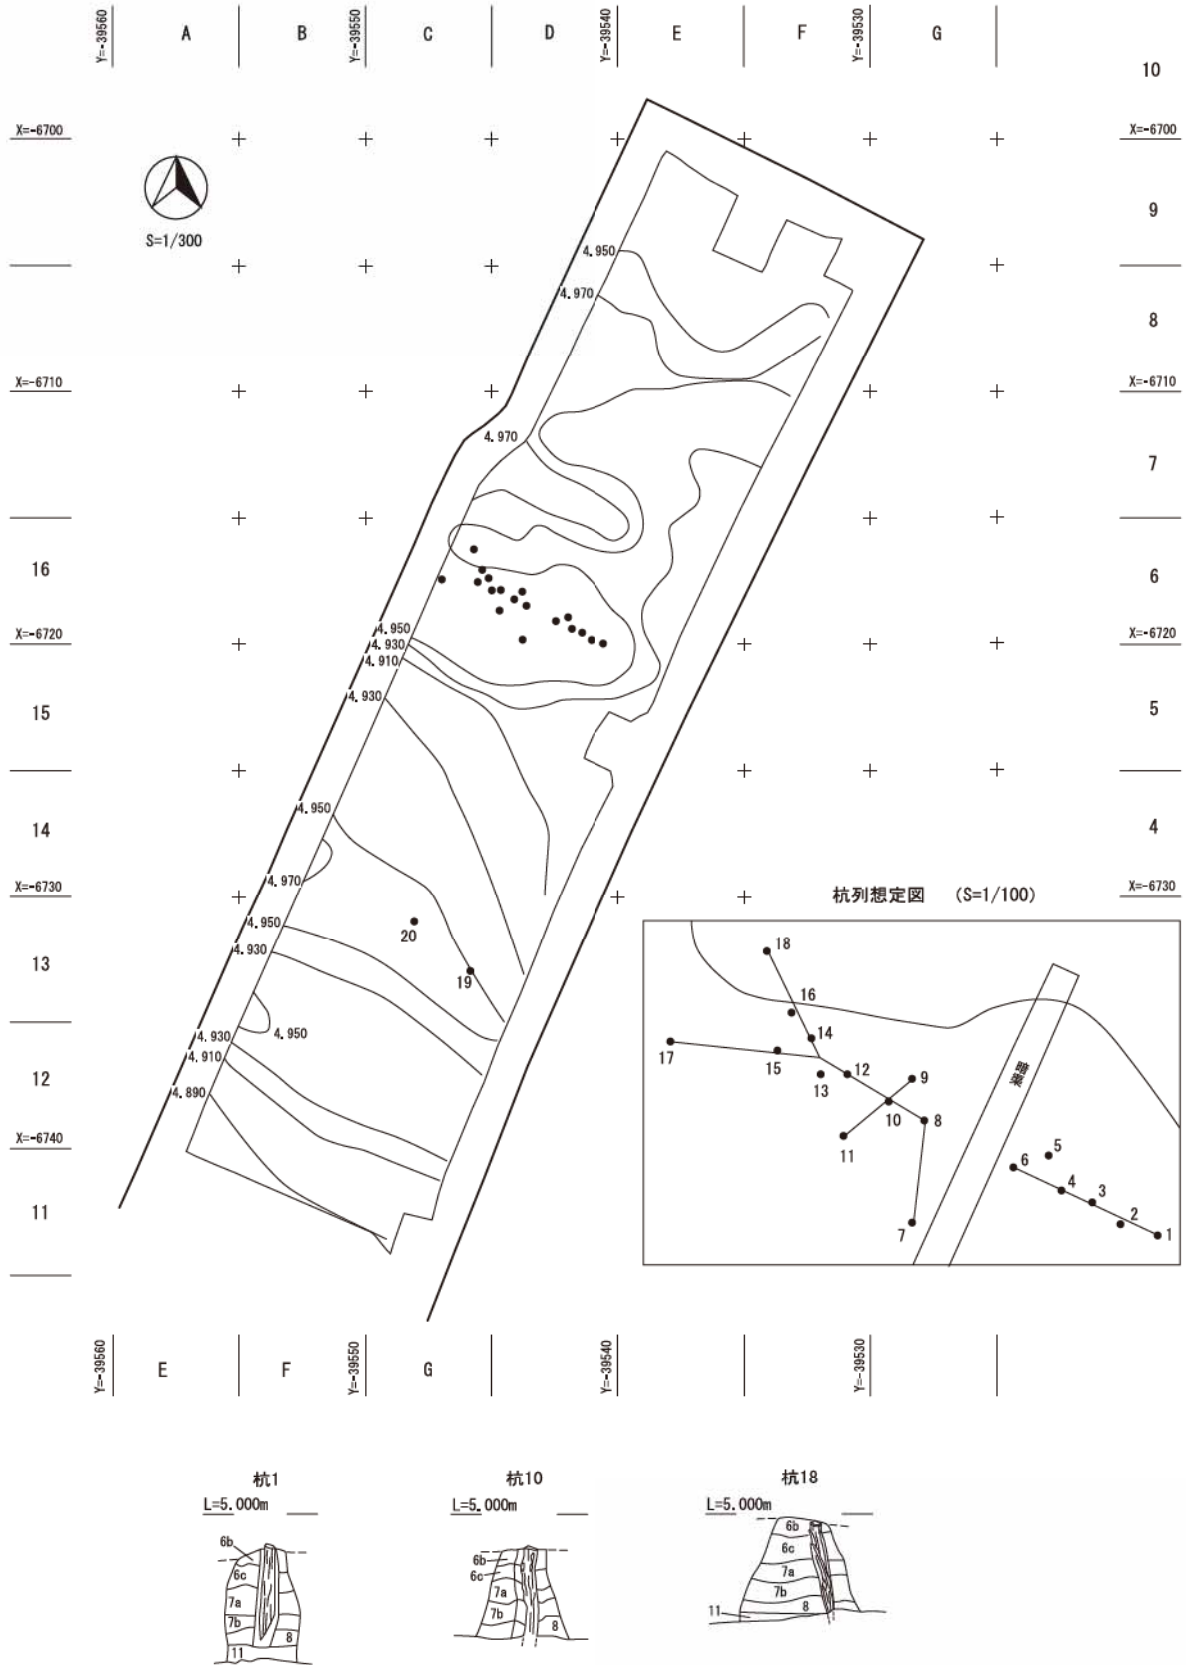 Y=-39560
A
B
Y=-39550
C
D
Y=-39540
E
F
Y=-39530
G
10
X=-6700
X=-6700
S=1/300
9
4.950
4.970
8
X=-6710
X=-6710
4.970
7
16
6
X=-6720
X=-6720
4.950
4.930
4.910
4.930
15
5
4.950
14
4
4.970
X=-6730
X=-6730
杭列想定図 (S=1/100)
4.950
20
4.930
13
19
4.950
4.930
4.910
12
4.890
X=-6740
11
18
16
14
17
15
13
12
9
10
8
11
7
暗渠
5
6
4
3
2
1
Y=-39560
E
F
Y=-39550
G
Y=-39540
Y=-39530
杭1
L=5.000m
6b
6c
7a
7b
8
11
杭10
L=5.000m
6b
6c
7a
7b
8
杭18
L=5.000m
6b
6c
7a
7b
8
11